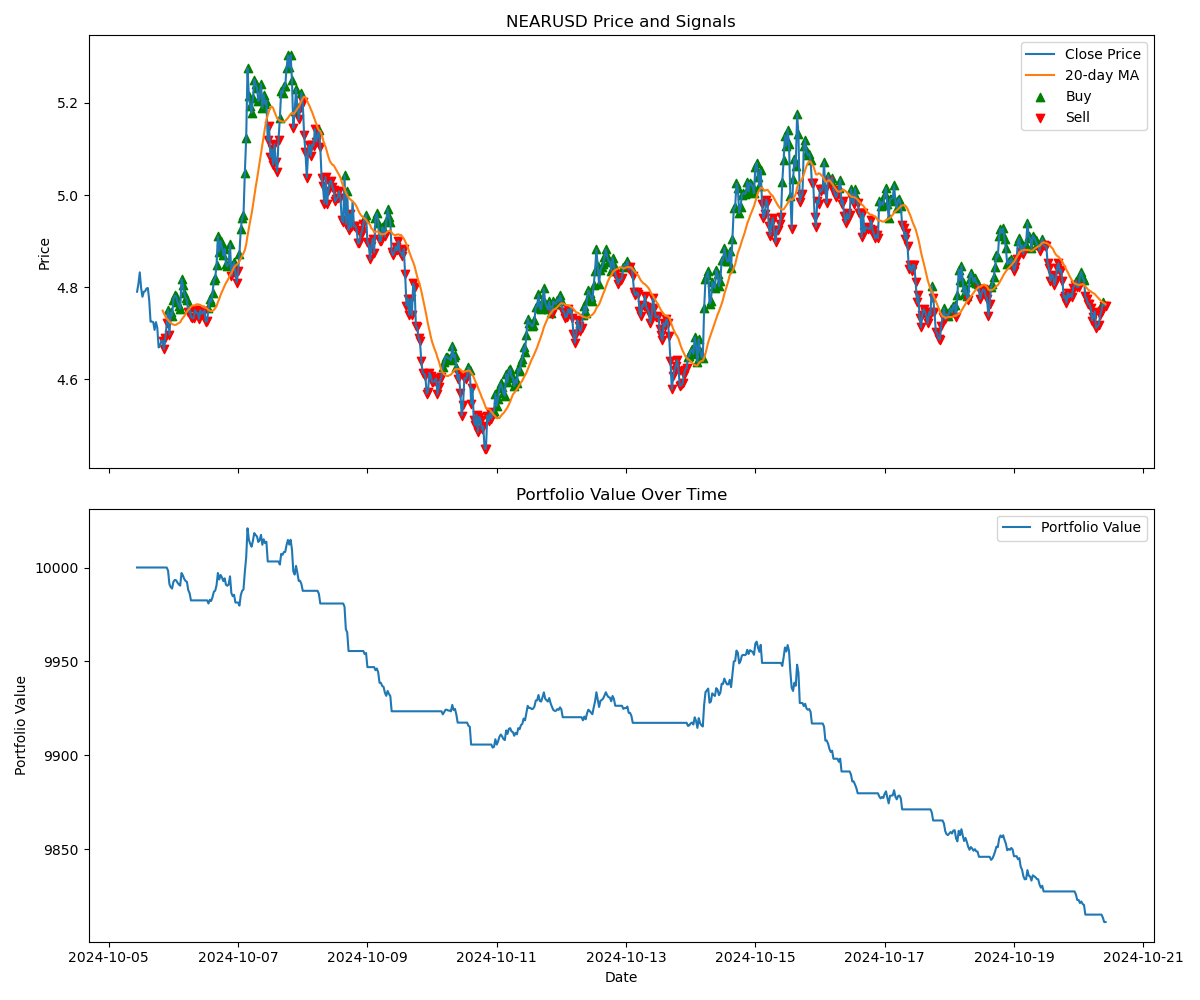 NEARUSD Price and Signals
Close Price
20-day MA
Buy
Sell
Price
5.2
5.0
4.8
4.6
Portfolio Value Over Time
Portfolio Value
Portfolio Value
10000
9950
9900
9850
2024-10-05 2024-10-07 2024-10-09 2024-10-11 2024-10-13 2024-10-15 2024-10-17 2024-10-19 2024-10-21
Date